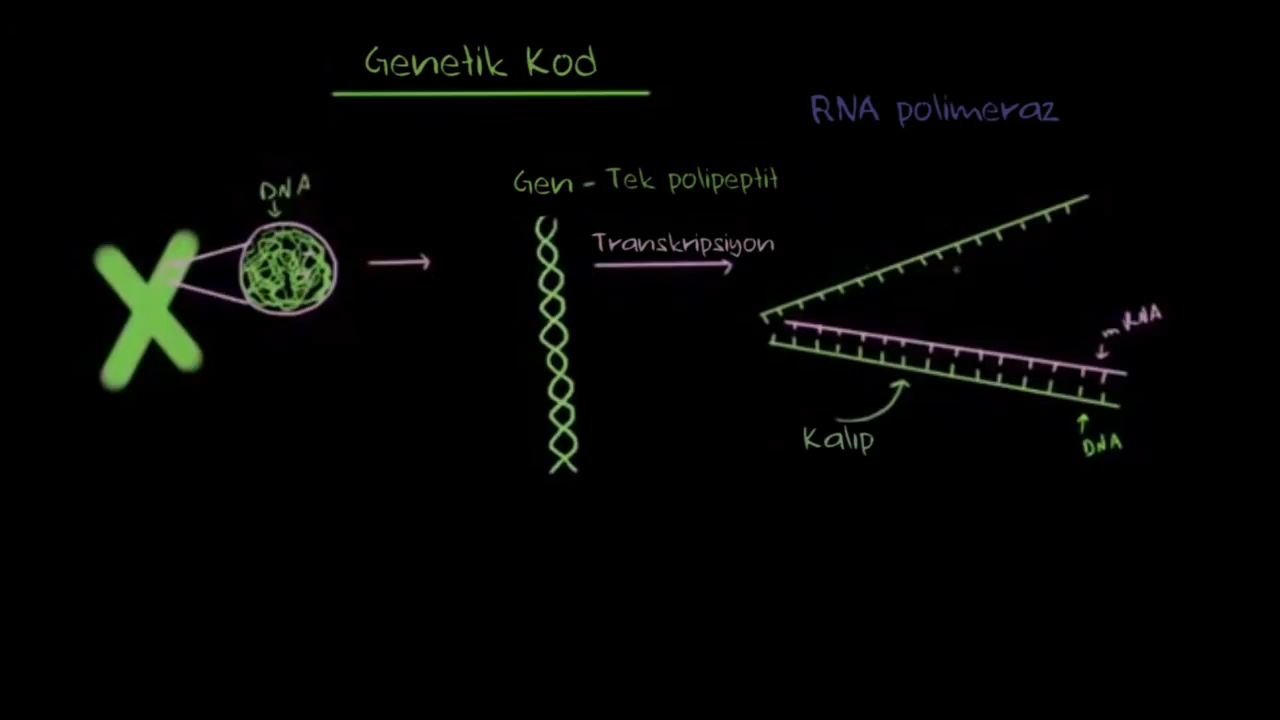 Genetik Kod
RNA polimeraz
DNA
Gen - Tek polipeptit
Transkripsiyon
mRNA
Kalıp
DNA